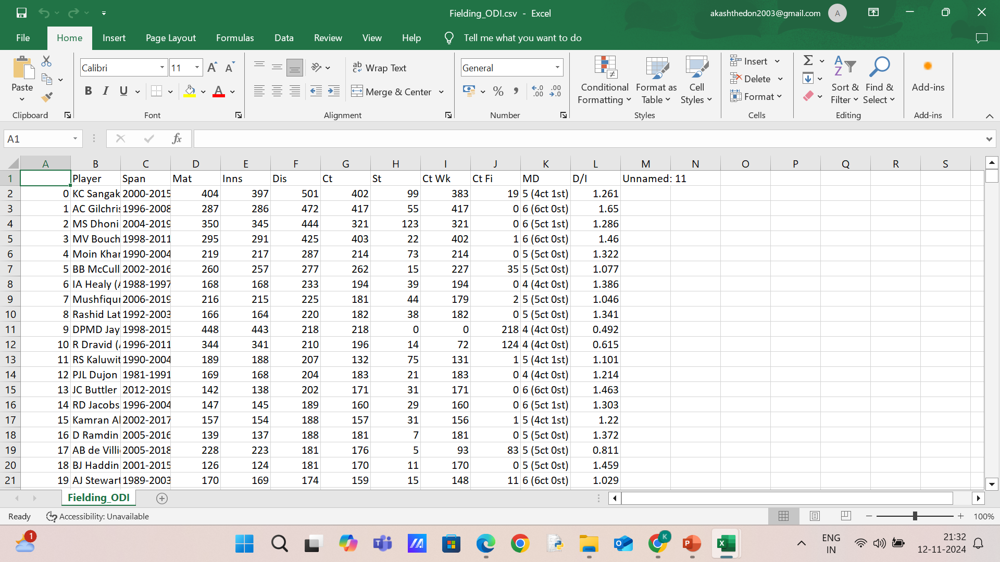 Fielding_ODI.csv - Excel
akashthedon2003@gmail.com
A
File Home Insert Page Layout Formulas Data Review View Help Tell me what you want to do
Paste
Clipboard
Calibri 11
B I U
Font
Wrap Text
Merge & Center
Alignment
General
Number
Conditional Formatting
Format as Table
Cell Styles
Styles
Insert
Delete
Format
Cells
Sort & Filter
Find & Select
Editing
Add-ins
Add-ins
A1
fx
A B C D E F G H I J K L M N O P Q R S
1 Player Span Mat Inns Dis Ct St Ct Wk Ct Fi MD D/I Unnamed: 11
2 0 KC Sangak 2000-2015 404 397 501 402 99 383 19 5 (4ct 1st) 1.261
3 1 AC Gilchris 1996-2008 287 286 472 417 55 417 0 6 (6ct 0st) 1.65
4 2 MS Dhoni 2004-2019 350 345 444 321 123 321 0 6 (5ct 1st) 1.286
5 3 MV Bouch 1998-2011 295 291 425 403 22 402 1 6 (6ct 0st) 1.46
6 4 Moin Khan 1990-2004 219 217 287 214 73 214 0 5 (5ct 0st) 1.322
7 5 BB McCull 2002-2016 260 257 277 262 15 227 35 5 (5ct 0st) 1.077
8 6 IA Healy (A 1988-1997 168 168 233 194 39 194 0 4 (4ct 0st) 1.386
9 7 Mushfiqur 2006-2019 216 215 225 181 44 179 2 5 (5ct 0st) 1.046
10 8 Rashid Lat 1992-2003 166 164 220 182 38 182 0 5 (5ct 0st) 1.341
11 9 DPMD Jay 1998-2015 448 443 218 218 0 0 218 4 (4ct 0st) 0.492
12 10 R Dravid (A 1996-2011 344 341 210 196 14 72 124 4 (4ct 0st) 0.615
13 11 RS Kaluwit 1990-2004 189 188 207 132 75 131 1 5 (4ct 1st) 1.101
14 12 PJL Dujon 1981-1991 169 168 204 183 21 183 0 4 (4ct 0st) 1.214
15 13 JC Buttler 2012-2019 142 138 202 171 31 171 0 6 (6ct 0st) 1.463
16 14 RD Jacobs 1996-2004 147 145 189 160 29 160 0 6 (5ct 1st) 1.303
17 15 Kamran Al 2002-2017 157 154 188 157 31 156 1 5 (4ct 1st) 1.22
18 16 D Ramdin 2005-2016 139 137 188 181 7 181 0 5 (5ct 0st) 1.372
19 17 AB de Villi 2005-2018 228 223 181 176 5 93 83 5 (5ct 0st) 0.811
20 18 BJ Haddin 2001-2015 126 124 181 170 11 170 0 5 (5ct 0st) 1.459
21 19 AJ Stewart 1989-2003 170 169 174 159 15 148 11 6 (6ct 0st) 1.029
Fielding_ODI
Ready Accessibility: Unavailable 100%
1
K
ENG
IN
21:32
12-11-2024